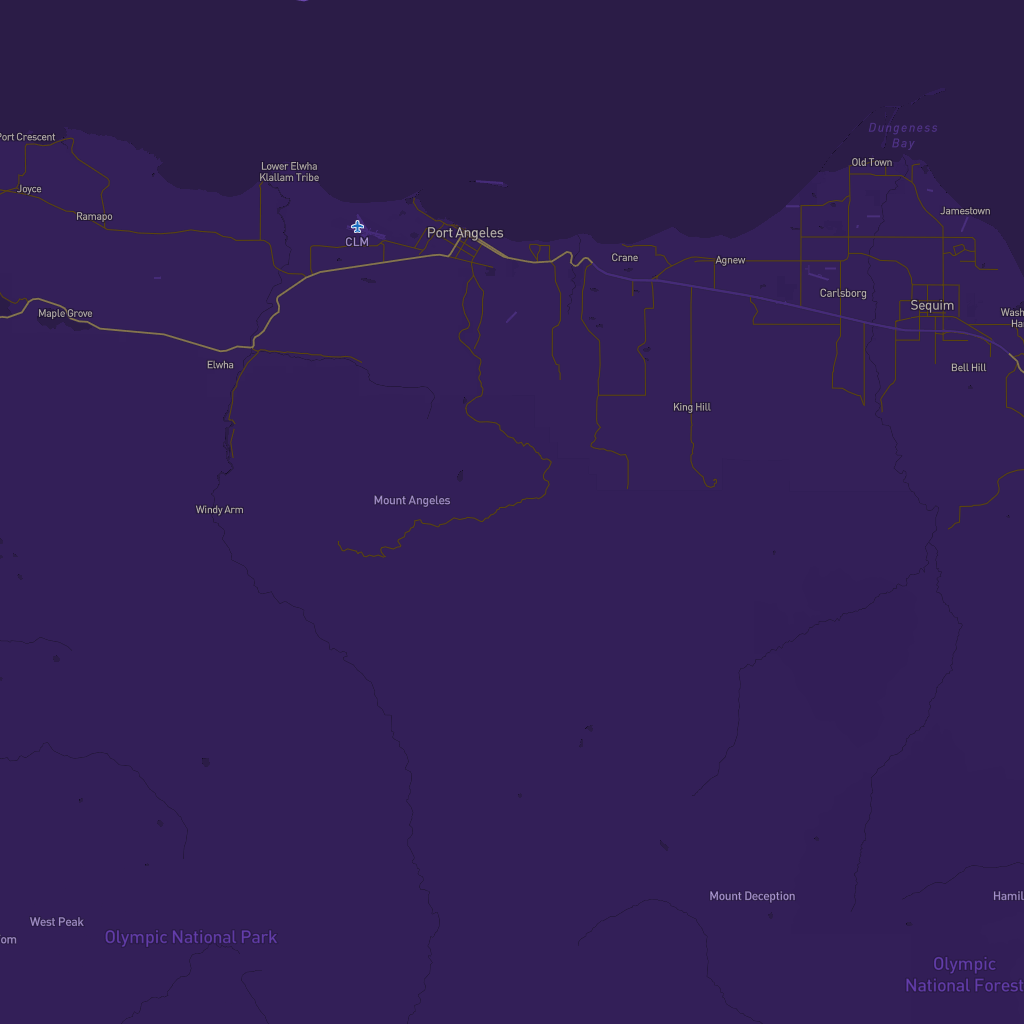 Dungeness
Bay
Port Crescent
Old Town
Lower Elwha
Klallam Tribe
Joyce
Jamestown
Ramapo
Port Angeles
CLM
Crane
Agnew
Carlsborg
Sequim
Maple Grove
Wash
Ha
Elwha
Bell Hill
King Hill
Mount Angeles
Windy Arm
Mount Deception
Hamil
West Peak
Olympic National Park
om
Olympic
National Forest